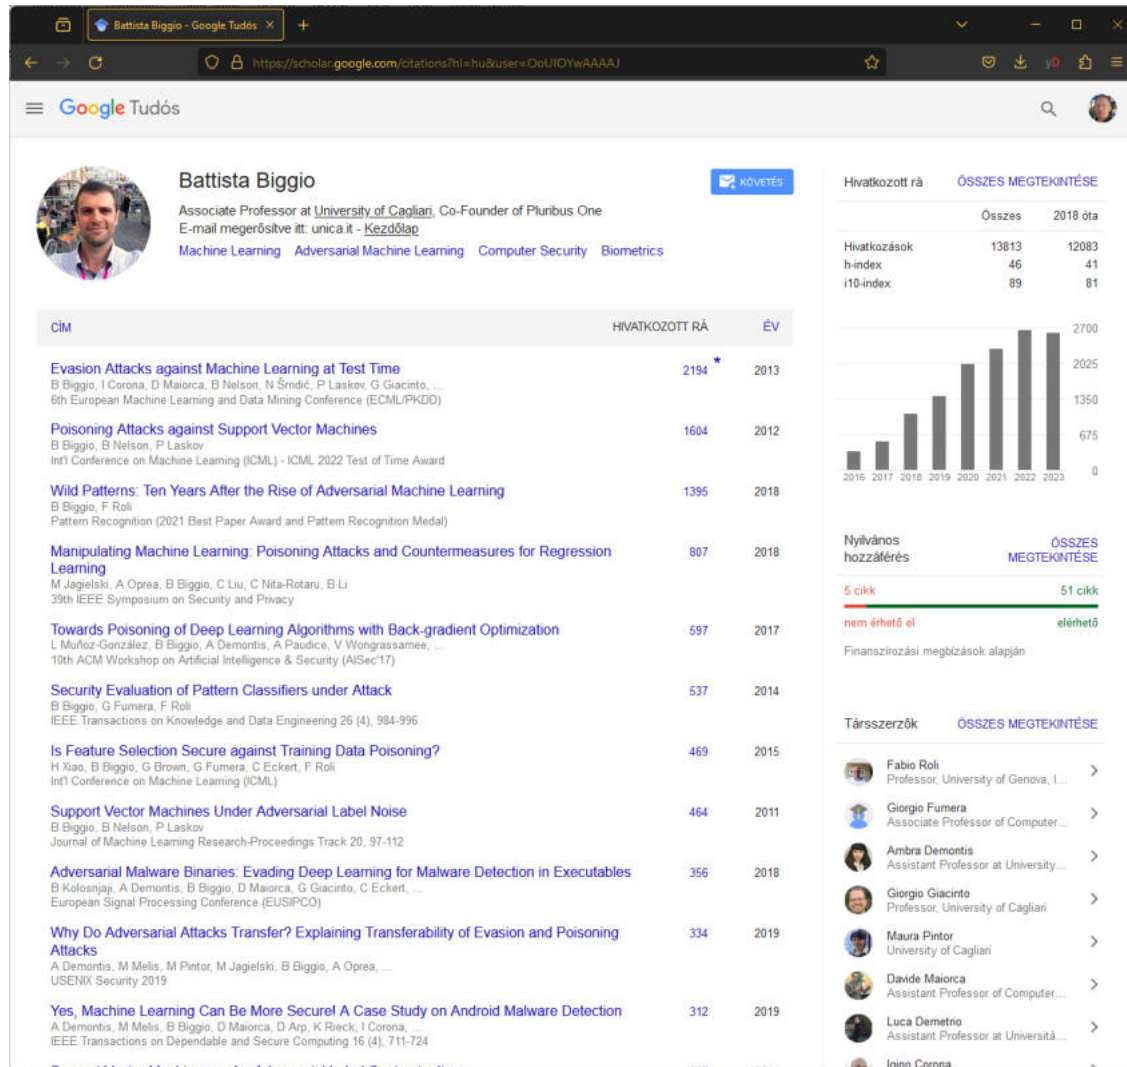 Battista Biggio - Google Tudós
https://scholar.google.com/citations?hl=hu&user=OoUIOYwAAAAJ
Google Tudós
Battista Biggio
KÖVETÉS
Associate Professor at University of Cagliari, Co-Founder of Pluribus One
E-mail megerősítve itt: unica.it - Kezdőlap
Machine Learning Adversarial Machine Learning Computer Security Biometrics
CÍM HIVATKOZOTT RÁ ÉV
Evasion Attacks against Machine Learning at Test Time 2194 * 2013
B Biggio, I Corona, D Maiorca, B Nelson, N Šrndić, P Laskov, G Giacinto, ...
6th European Machine Learning and Data Mining Conference (ECML/PKDD)
Poisoning Attacks against Support Vector Machines 1604 2012
B Biggio, B Nelson, P Laskov
Int'l Conference on Machine Learning (ICML) - ICML 2022 Test of Time Award
Wild Patterns: Ten Years After the Rise of Adversarial Machine Learning 1395 2018
B Biggio, F Roli
Pattern Recognition (2021 Best Paper Award and Pattern Recognition Medal)
Manipulating Machine Learning: Poisoning Attacks and Countermeasures for Regression 807 2018
Learning
M Jagielski, A Oprea, B Biggio, C Liu, C Nita-Rotaru, B Li
39th IEEE Symposium on Security and Privacy
Towards Poisoning of Deep Learning Algorithms with Back-gradient Optimization 597 2017
L Muñoz-González, B Biggio, A Demontis, A Paudice, V Wongrassamee, ...
10th ACM Workshop on Artificial Intelligence & Security (AISec'17)
Security Evaluation of Pattern Classifiers under Attack 537 2014
B Biggio, G Fumera, F Roli
IEEE Transactions on Knowledge and Data Engineering 26 (4), 984-996
Is Feature Selection Secure against Training Data Poisoning? 469 2015
H Xiao, B Biggio, G Brown, G Fumera, C Eckert, F Roli
Int'l Conference on Machine Learning (ICML)
Support Vector Machines Under Adversarial Label Noise 464 2011
B Biggio, B Nelson, P Laskov
Journal of Machine Learning Research-Proceedings Track 20, 97-112
Adversarial Malware Binaries: Evading Deep Learning for Malware Detection in Executables 356 2018
B Kolosnjaji, A Demontis, B Biggio, D Maiorca, G Giacinto, C Eckert, ...
European Signal Processing Conference (EUSIPCO)
Why Do Adversarial Attacks Transfer? Explaining Transferability of Evasion and Poisoning 334 2019
Attacks
A Demontis, M Melis, M Pintor, M Jagielski, B Biggio, A Oprea, ...
USENIX Security 2019
Yes, Machine Learning Can Be More Secure! A Case Study on Android Malware Detection 312 2019
A Demontis, M Melis, B Biggio, D Maiorca, D Arp, K Rieck, I Corona, ...
IEEE Transactions on Dependable and Secure Computing 16 (4), 711-724
Hivatkozott rá ÖSSZES MEGTEKINTÉSE
Összes 2018 óta
Hivatkozások 13813 12083
h-index 46 41
i10-index 89 81
2700
2025
1350
675
0
2016 2017 2018 2019 2020 2021 2022 2023
Nyilvános hozzáférés ÖSSZES MEGTEKINTÉSE
5 cikk 51 cikk
nem érhető el elérhető
Finanszírozási megbízások alapján
Társszerzők ÖSSZES MEGTEKINTÉSE
Fabio Roli
Professor, University of Genova, I...
Giorgio Fumera
Associate Professor of Computer...
Ambra Demontis
Assistant Professor at University...
Giorgio Giacinto
Professor, University of Cagliari
Maura Pintor
University of Cagliari
Davide Maiorca
Assistant Professor of Computer...
Luca Demetrio
Assistant Professor at Università...
Igino Corona